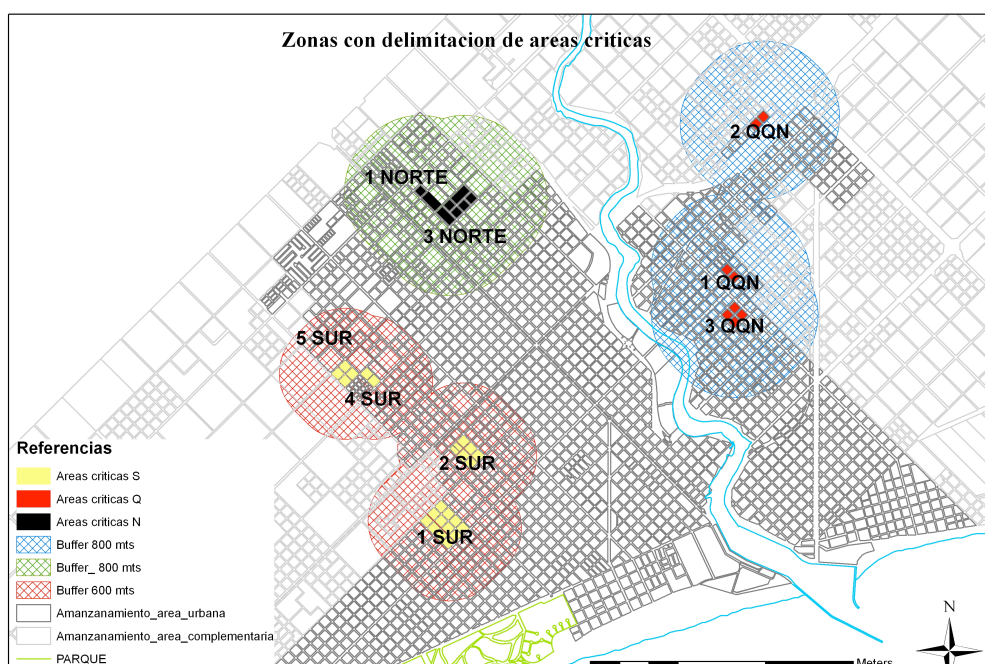 Zonas con delimitacion de areas criticas
2 QQN
1 NORTE
3 NORTE
1 QQN
3 QQN
5 SUR
4 SUR
2 SUR
1 SUR
Referencias
Areas criticas S
Areas criticas Q
Areas criticas N
Buffer 800 mts
Buffer_ 800 mts
Buffer 600 mts
Amanzanamiento_area_urbana
Amanzanamiento_area_complementaria
PARQUE
N
Meters